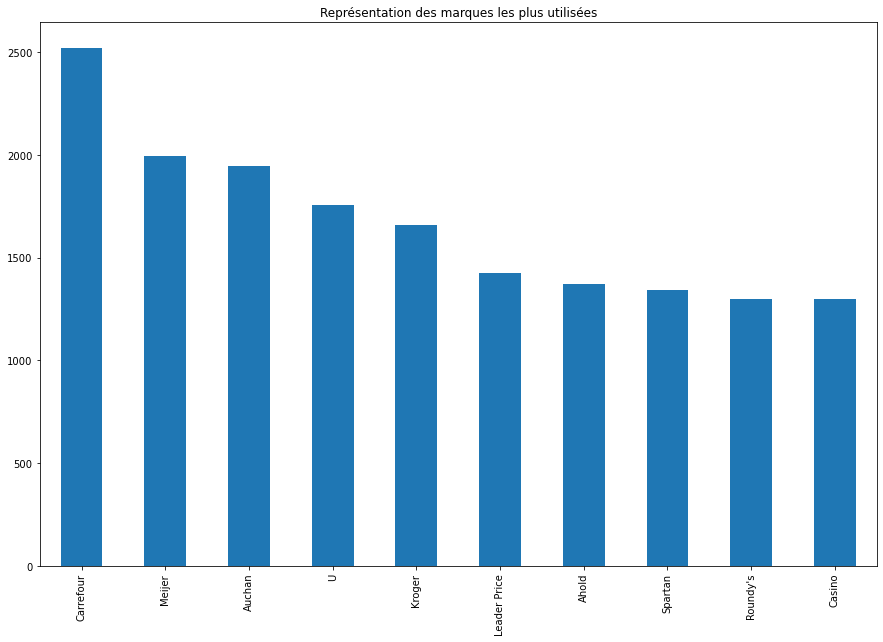 Représentation des marques les plus utilisées
2500
2000
1500
1000
500
0
Carrefour
Meijer
Auchan
U
Kroger
Leader Price
Ahold
Spartan
Roundy's
Casino